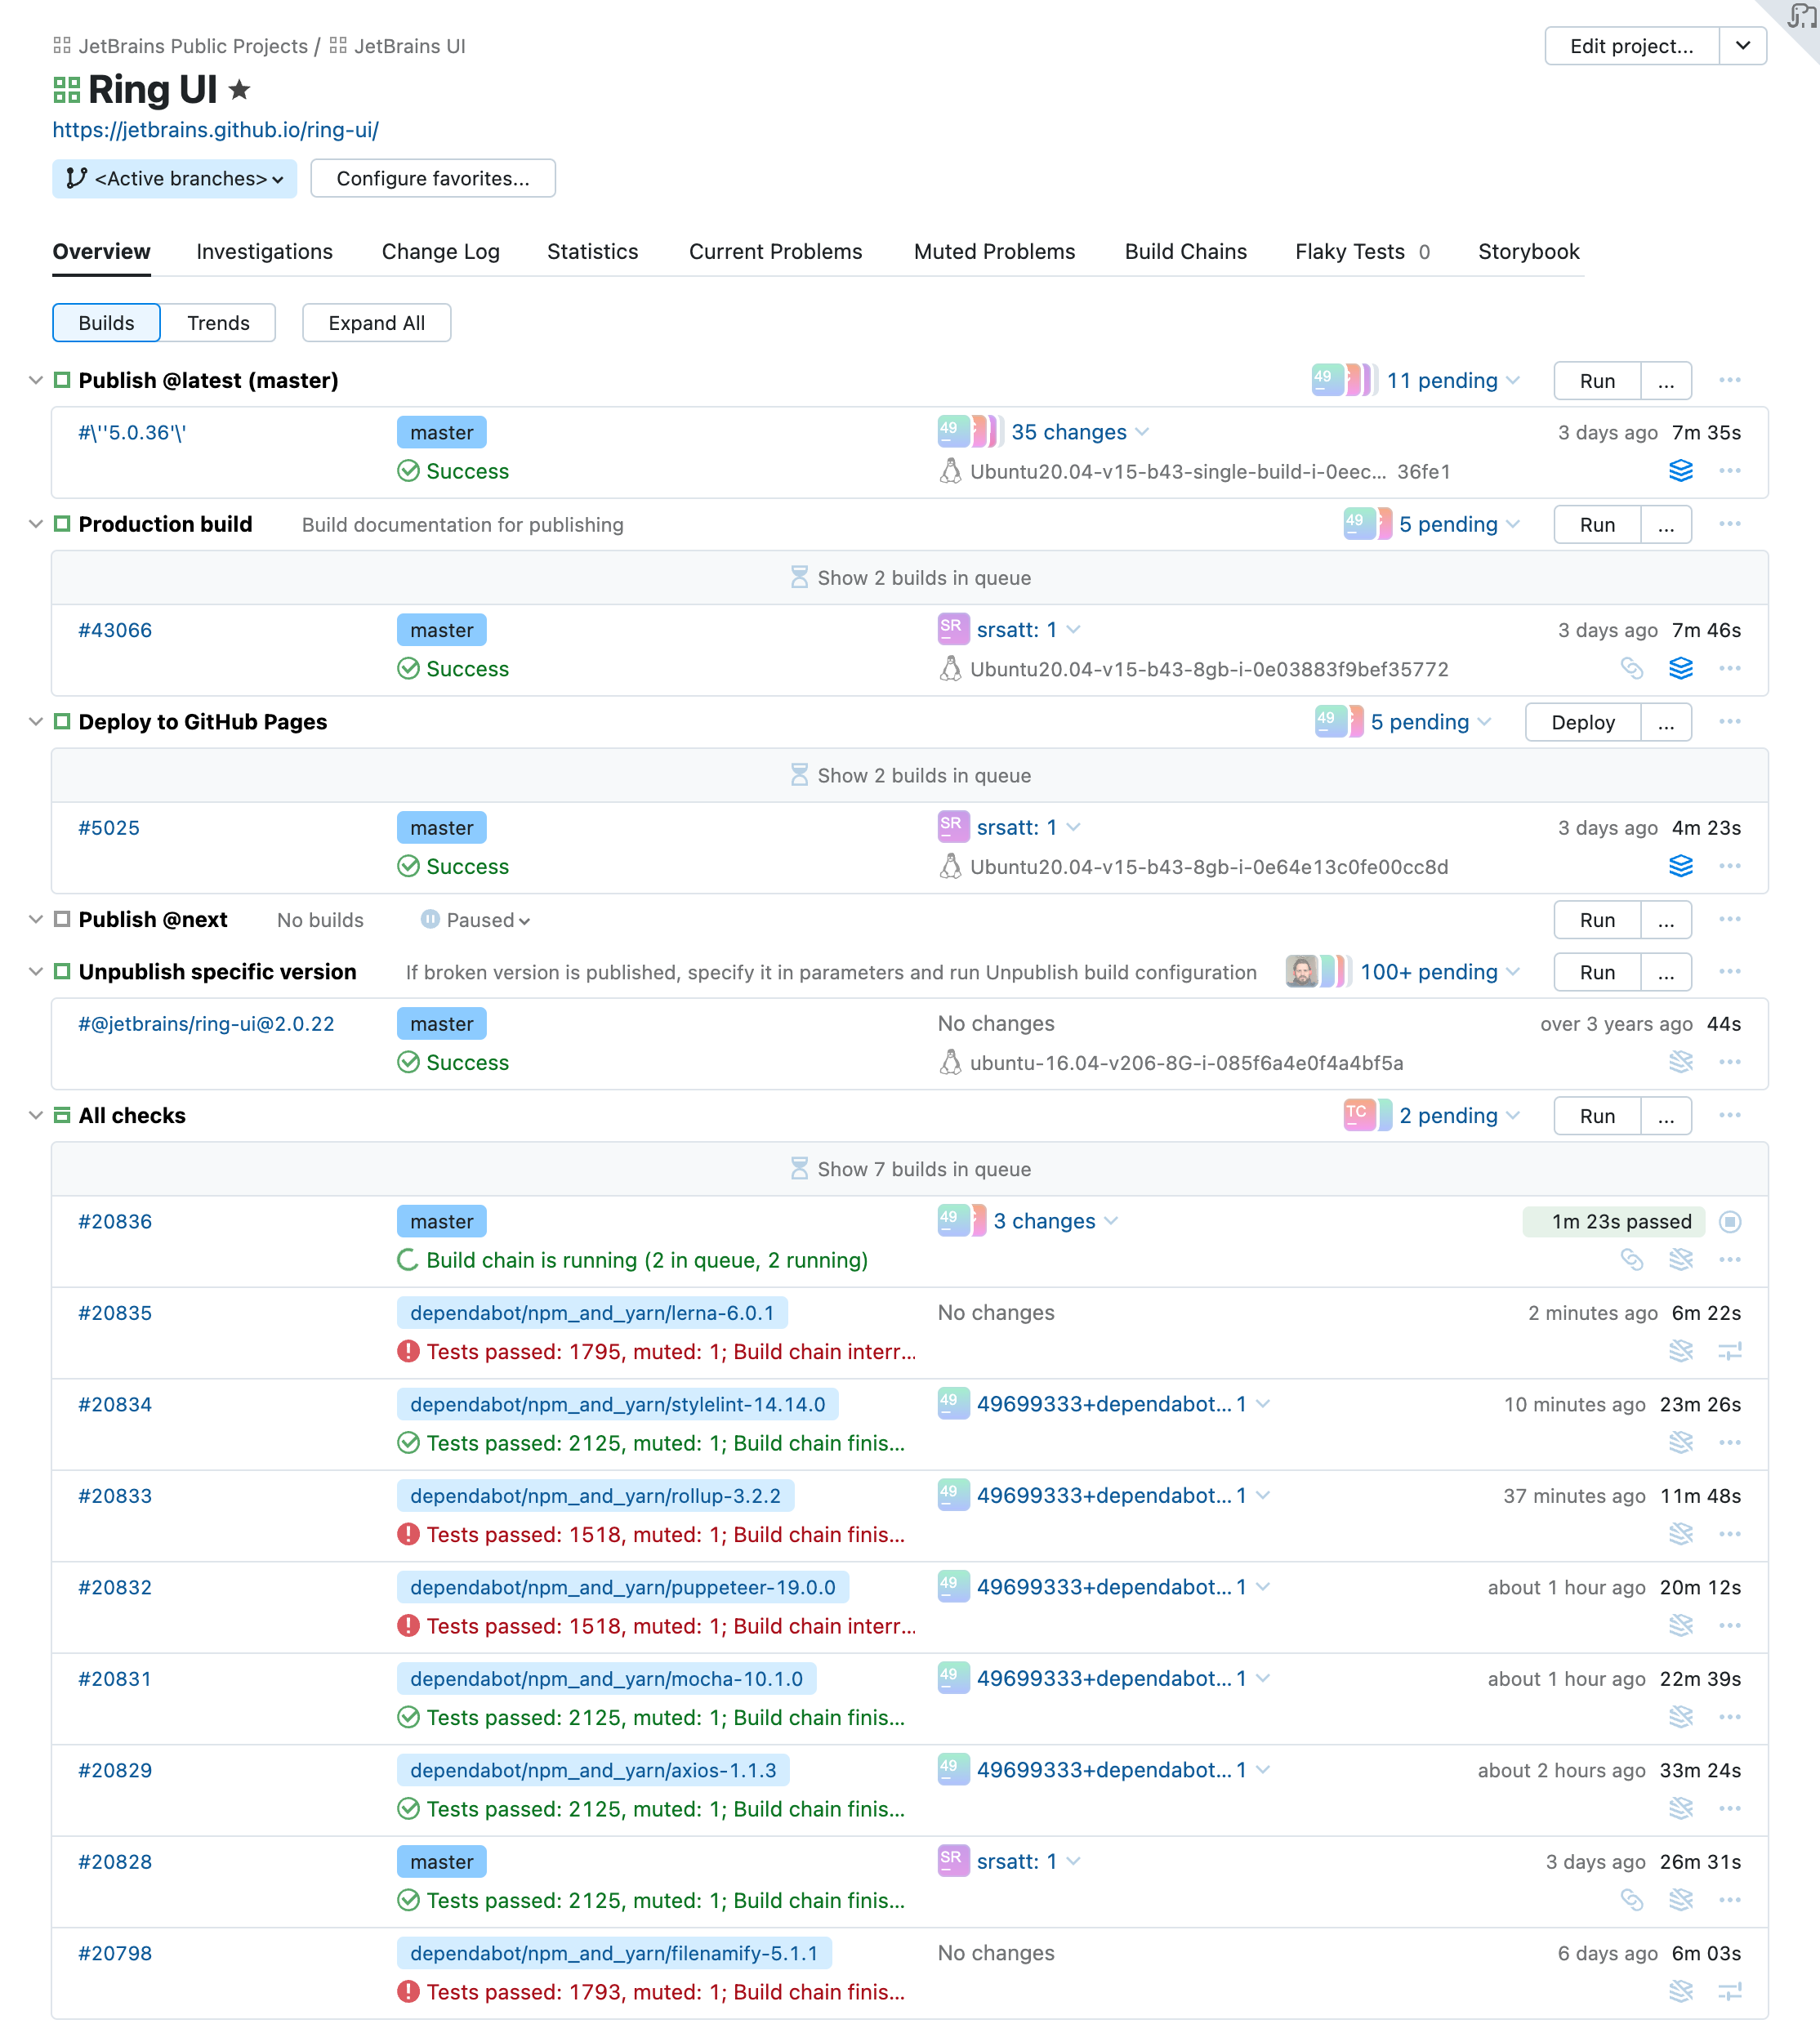 JetBrains Public Projects / JetBrains UI
Edit project...
Ring UI
https://jetbrains.github.io/ring-ui/
<Active branches> Configure favorites...
Overview Investigations Change Log Statistics Current Problems Muted Problems Build Chains Flaky Tests 0 Storybook
Builds Trends Expand All
Publish @latest (master) 49 11 pending Run ...
#\''5.0.36'\' master 49 35 changes 3 days ago 7m 35s
Success Ubuntu20.04-v15-b43-single-build-i-0eec... 36fe1
Production build Build documentation for publishing 49 5 pending Run ...
Show 2 builds in queue
#43066 master SR srsatt: 1 3 days ago 7m 46s
Success Ubuntu20.04-v15-b43-8gb-i-0e03883f9bef35772
Deploy to GitHub Pages 49 5 pending Deploy ...
Show 2 builds in queue
#5025 master SR srsatt: 1 3 days ago 4m 23s
Success Ubuntu20.04-v15-b43-8gb-i-0e64e13c0fe00cc8d
Publish @next No builds Paused Run ...
Unpublish specific version If broken version is published, specify it in parameters and run Unpublish build configuration 100+ pending Run ...
#@jetbrains/ring-ui@2.0.22 master No changes over 3 years ago 44s
Success ubuntu-16.04-v206-8G-i-085f6a4e0f4a4bf5a
All checks TC 2 pending Run ...
Show 7 builds in queue
#20836 master 49 3 changes 1m 23s passed
Build chain is running (2 in queue, 2 running)
#20835 dependabot/npm_and_yarn/lerna-6.0.1 No changes 2 minutes ago 6m 22s
Tests passed: 1795, muted: 1; Build chain interr...
#20834 dependabot/npm_and_yarn/stylelint-14.14.0 49 49699333+dependabot... 1 10 minutes ago 23m 26s
Tests passed: 2125, muted: 1; Build chain finis...
#20833 dependabot/npm_and_yarn/rollup-3.2.2 49 49699333+dependabot... 1 37 minutes ago 11m 48s
Tests passed: 1518, muted: 1; Build chain finis...
#20832 dependabot/npm_and_yarn/puppeteer-19.0.0 49 49699333+dependabot... 1 about 1 hour ago 20m 12s
Tests passed: 1518, muted: 1; Build chain interr...
#20831 dependabot/npm_and_yarn/mocha-10.1.0 49 49699333+dependabot... 1 about 1 hour ago 22m 39s
Tests passed: 2125, muted: 1; Build chain finis...
#20829 dependabot/npm_and_yarn/axios-1.1.3 49 49699333+dependabot... 1 about 2 hours ago 33m 24s
Tests passed: 2125, muted: 1; Build chain finis...
#20828 master SR srsatt: 1 3 days ago 26m 31s
Tests passed: 2125, muted: 1; Build chain finis...
#20798 dependabot/npm_and_yarn/filenamify-5.1.1 No changes 6 days ago 6m 03s
Tests passed: 1793, muted: 1; Build chain finis...